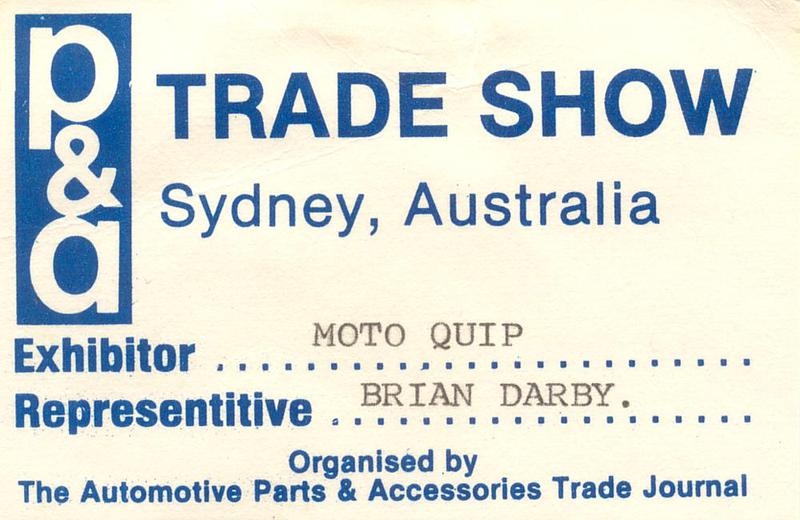 p&a
TRADE SHOW
Sydney, Australia
Exhibitor ........................ MOTO QUIP
Representitive .................... BRIAN DARBY.
Organised by
The Automotive Parts & Accessories Trade Journal